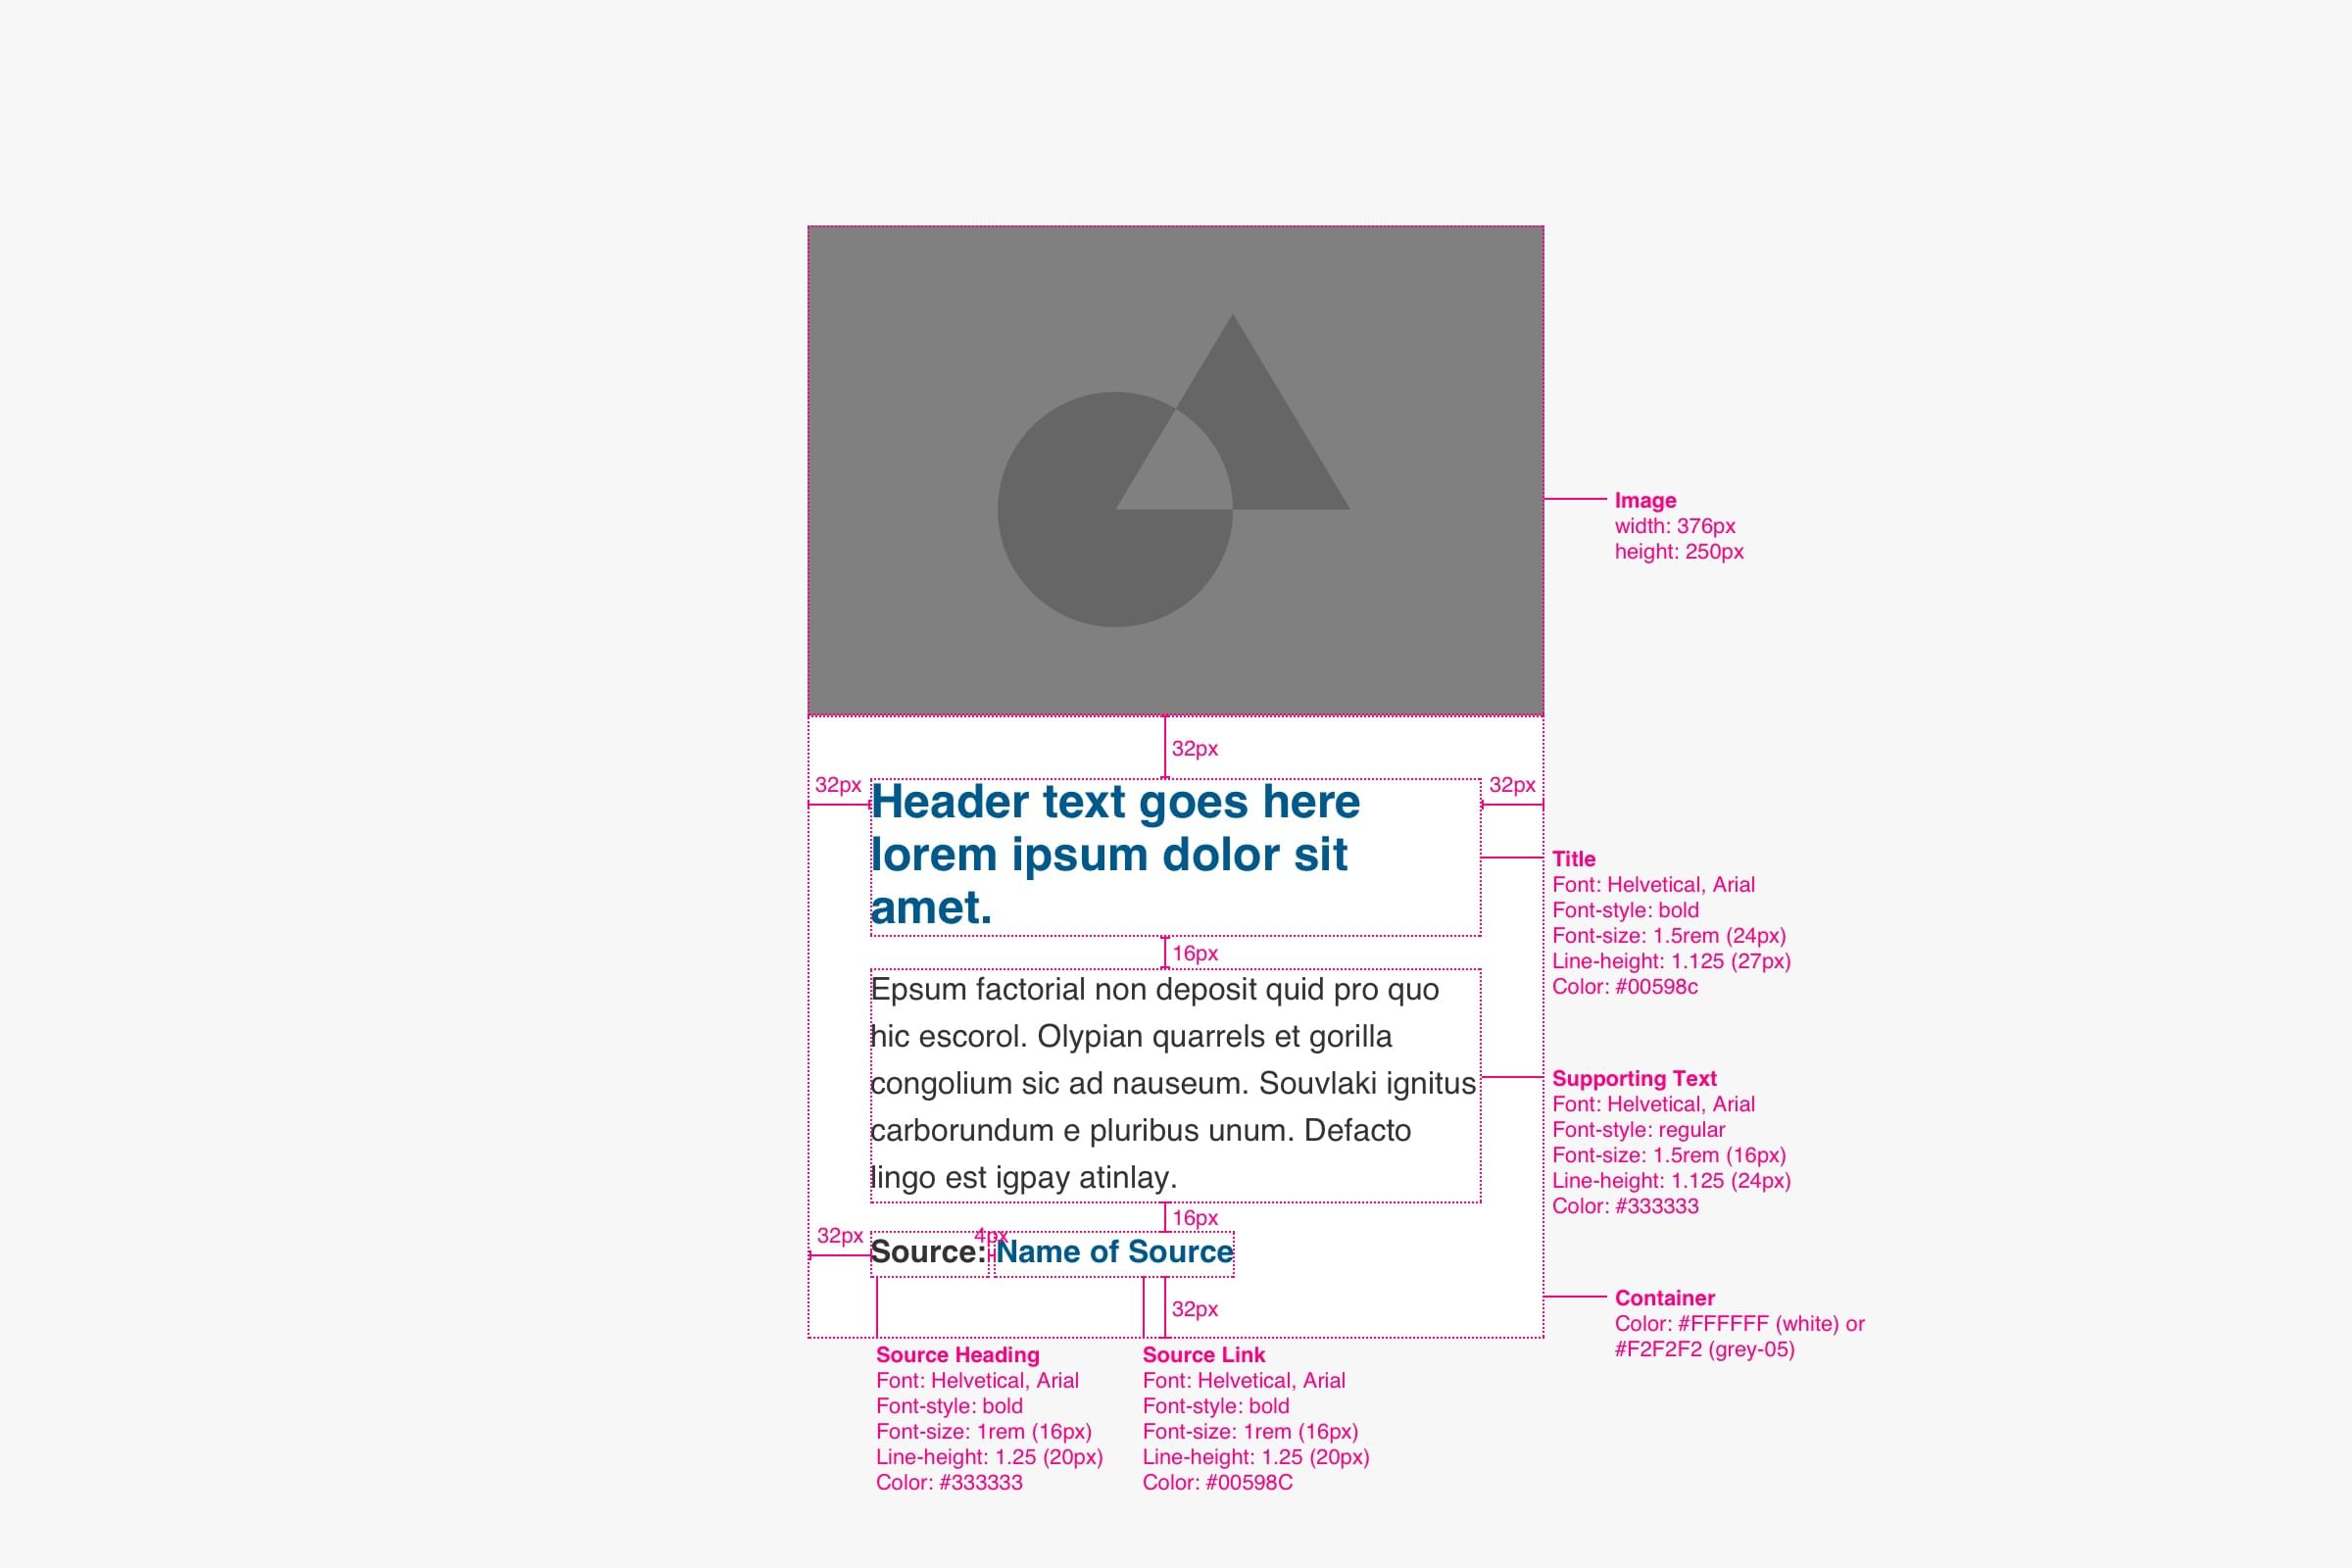 Image
width: 376px
height: 250px
32px
32px
32px
Header text goes here
lorem ipsum dolor sit
amet.
Title
Font: Helvetical, Arial
Font-style: bold
Font-size: 1.5rem (24px)
Line-height: 1.125 (27px)
Color: #00598c
16px
Epsum factorial non deposit quid pro quo
hic escorol. Olypian quarrels et gorilla
congolium sic ad nauseum. Souvlaki ignitus
carborundum e pluribus unum. Defacto
lingo est igpay atinlay.
Supporting Text
Font: Helvetical, Arial
Font-style: regular
Font-size: 1.5rem (16px)
Line-height: 1.125 (24px)
Color: #333333
16px
32px
4px
Source: Name of Source
32px
Container
Color: #FFFFFF (white) or
#F2F2F2 (grey-05)
Source Heading
Font: Helvetical, Arial
Font-style: bold
Font-size: 1rem (16px)
Line-height: 1.25 (20px)
Color: #333333
Source Link
Font: Helvetical, Arial
Font-style: bold
Font-size: 1rem (16px)
Line-height: 1.25 (20px)
Color: #00598C